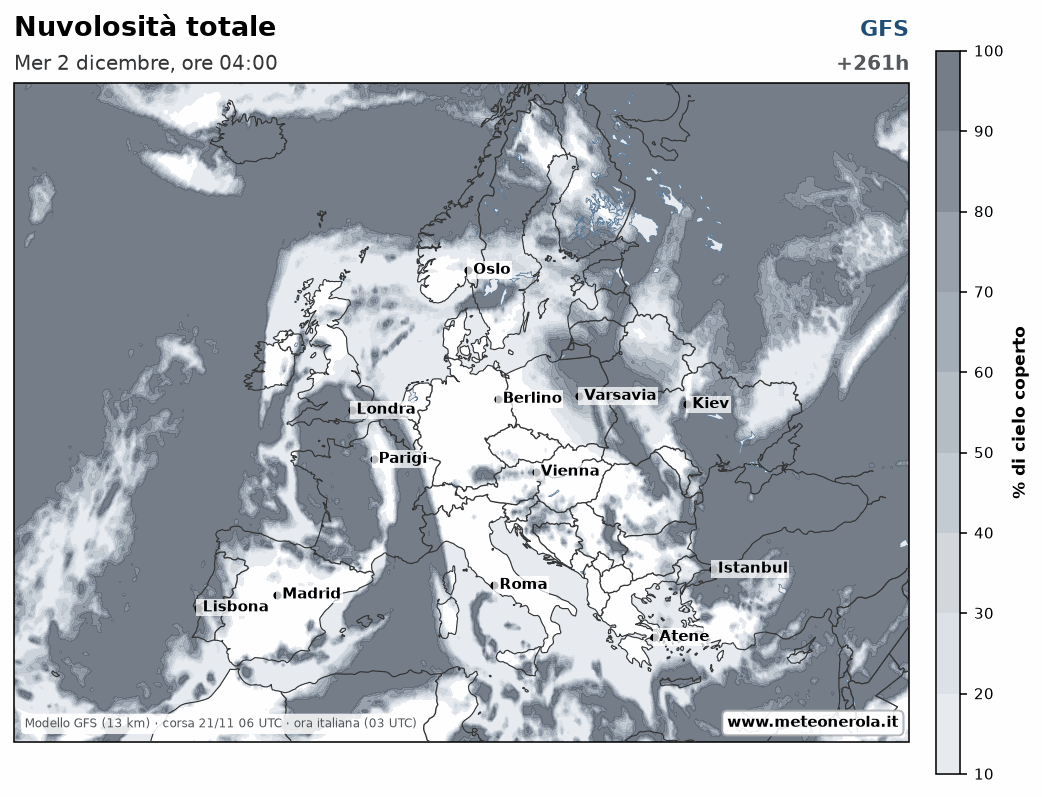 Nuvolosità totale
GFS
Mer 2 dicembre, ore 04:00
+261h
100
90
80
70
60
50
40
30
20
10
% di cielo coperto
Oslo
Berlino
Varsavia
Kiev
Londra
Parigi
Vienna
Istanbul
Roma
Madrid
Lisbona
Atene
Modello GFS (13 km) · corsa 21/11 06 UTC · ora italiana (03 UTC)
www.meteonerola.it